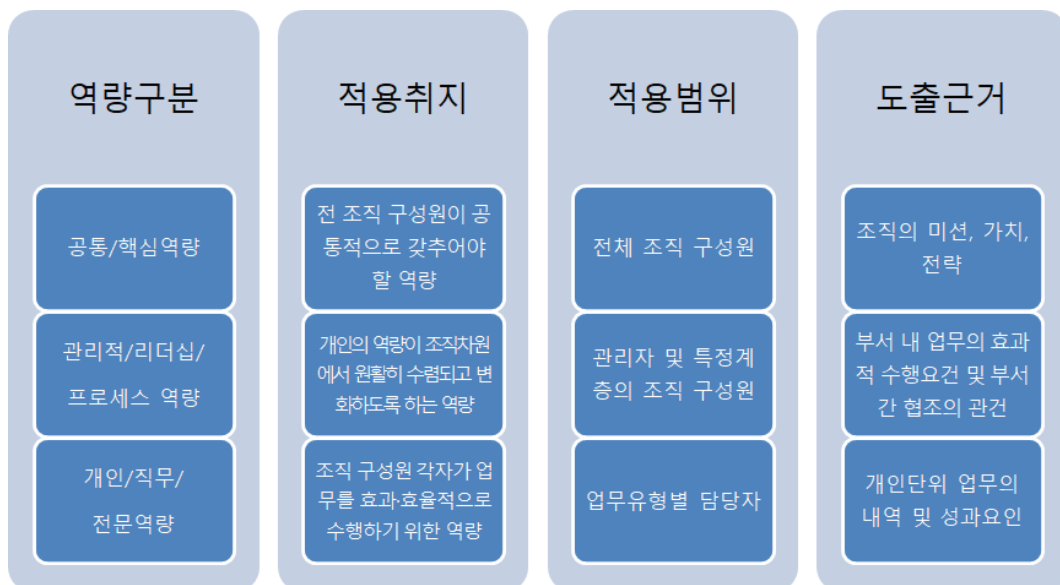 역량구분
공통/핵심역량
관리적/리더십/
프로세스 역량
개인/직무/
전문역량
적용취지
전 조직 구성원이 공
통적으로 갖추어야
할 역량
개인의 역량이 조직차원
에서 원활히 수렴되고 변
화하도록 하는 역량
조직 구성원 각자가 업
무를 효과·효율적으로
수행하기 위한 역량
적용범위
전체 조직 구성원
관리자 및 특정계
층의 조직 구성원
업무유형별 담당자
도출근거
조직의 미션, 가치,
전략
부서 내 업무의 효과
적 수행요건 및 부서
간 협조의 관건
개인단위 업무의
내역 및 성과요인